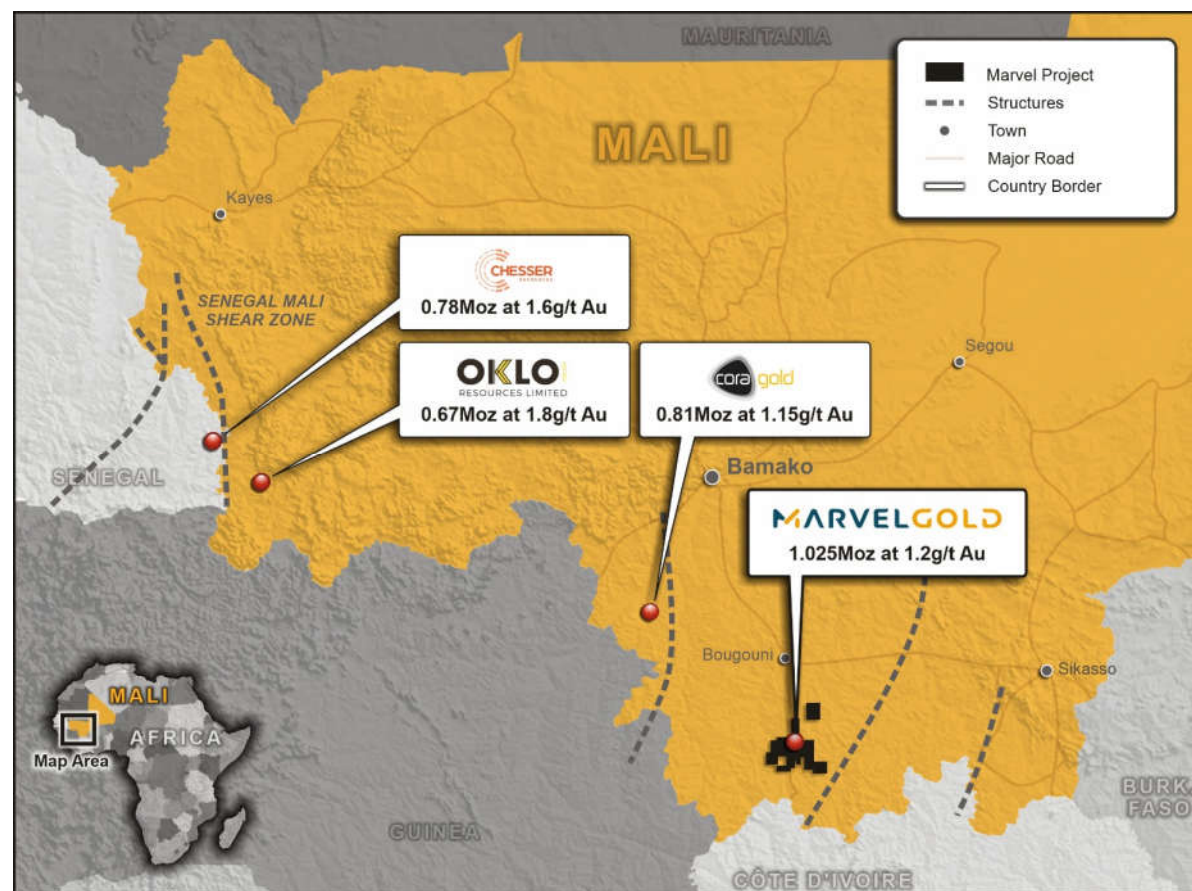 MAURITANIA
Marvel Project
Structures
Town
Major Road
Country Border
MALI
Kayes
CHESSER
RESOURCES
0.78Moz at 1.6g/t Au
SENEGAL MALI
SHEAR ZONE
OKLO
RESOURCES LIMITED
0.67Moz at 1.8g/t Au
cora gold
0.81Moz at 1.15g/t Au
Segou
SENEGAL
Bamako
MARVELGOLD
1.025Moz at 1.2g/t Au
Bougouni
Sikasso
MALI
AFRICA
Map Area
BURK
FASO
GUINEA
CÔTE D'IVOIRE